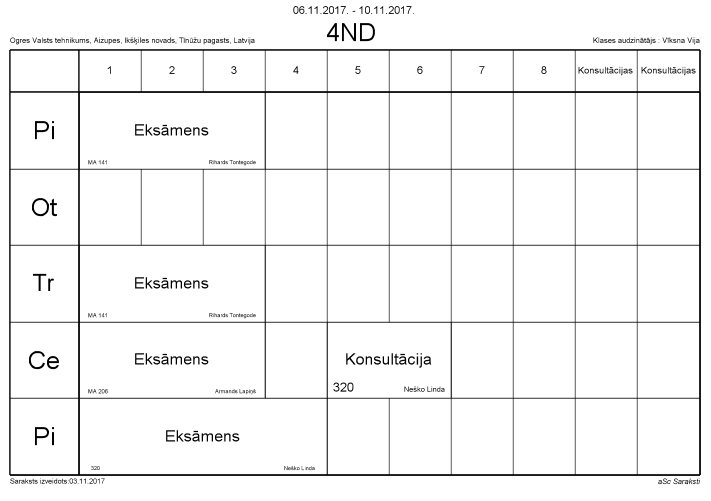 06.11.2017. - 10.11.2017.
Ogres Valsts tehnikums, Aizupes, Ikšķiles novads, Tīnūžu pagasts, Latvija
4ND
Klases audzinātājs : Vīksna Vija
1 2 3 4 5 6 7 8 Konsultācijas Konsultācijas
Pi
Eksāmens
MA 141 Rihards Tontegode
Ot
Tr
Eksāmens
MA 141 Rihards Tontegode
Ce
Eksāmens
MA 206 Armands Lapiņš
Konsultācija
320 Neško Linda
Pi
Eksāmens
320 Neško Linda
Saraksts izveidots:03.11.2017
aSc Saraksti